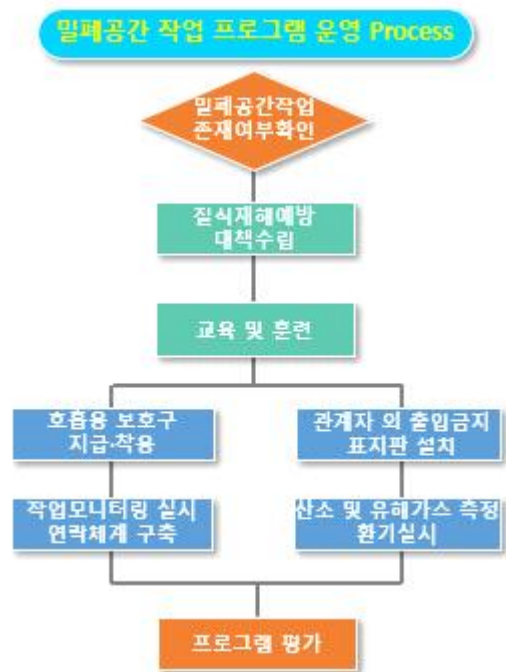 밀폐공간 작업 프로그램 운영 Process
밀폐공간작업
존재여부확인
질식재해예방
대책수립
교육 및 훈련
호흡용 보호구
지급·착용
관계자 외 출입금지
표지판 설치
작업모니터링 실시
연락체계 구축
산소 및 유해가스 측정
환기실시
프로그램 평가